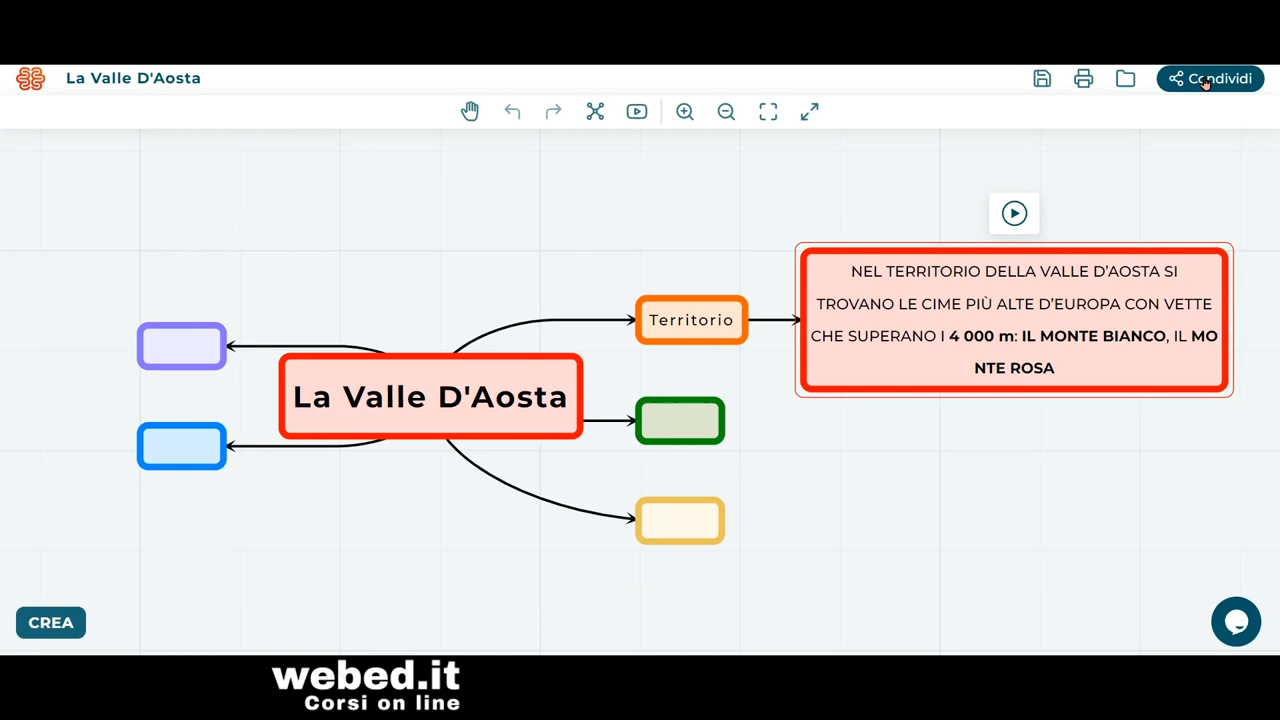 La Valle D'Aosta
Condividi
NEL TERRITORIO DELLA VALLE D'AOSTA SI
TROVANO LE CIME PIÙ ALTE D'EUROPA CON VETTE
CHE SUPERANO I 4 000 m: IL MONTE BIANCO, IL MO
NTE ROSA
Territorio
La Valle D'Aosta
CREA
webed.it
Corsi on line